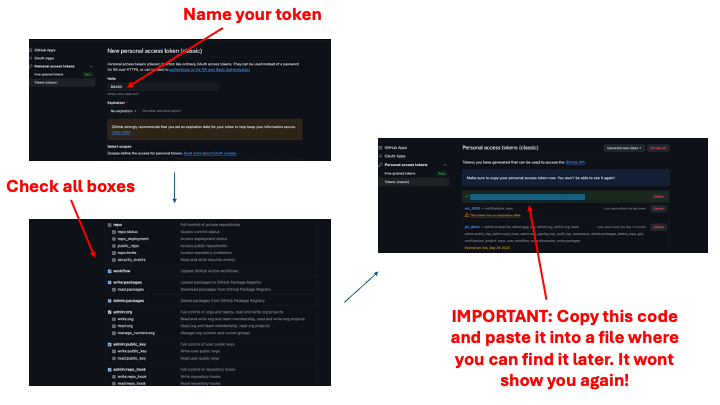 Name your token
GitHub Apps
OAuth Apps
Personal access tokens
Fine-grained tokens Beta
Tokens (classic)
New personal access token (classic)
Personal access tokens (classic) function like ordinary OAuth access tokens. They can be used instead of a password
for Git over HTTPS, or can be used to authenticate to the API over Basic Authentication.
Note
What's this token for?
Expiration *
No expiration The token will never expire!
GitHub strongly recommends that you set an expiration date for your token to help keep your information secure.
Learn more
Select scopes
Scopes define the access for personal tokens. Read more about OAuth scopes.
Check all boxes
repo Full control of private repositories
repo:status Access commit status
repo_deployment Access deployment status
public_repo Access public repositories
repo:invite Access repository invitations
security_events Read and write security events
workflow Update GitHub Action workflows
write:packages Upload packages to GitHub Package Registry
read:packages Download packages from GitHub Package Registry
delete:packages Delete packages from GitHub Package Registry
admin:org Full control of orgs and teams, read and write org projects
write:org Read and write org and team membership, read and write org projects
read:org Read org and team membership, read org projects
manage_runners:org Manage org runners and runner groups
admin:public_key Full control of user public keys
write:public_key Write user public keys
read:public_key Read user public keys
admin:repo_hook Full control of repository hooks
write:repo_hook Write repository hooks
read:repo_hook Read repository hooks
GitHub Apps
OAuth Apps
Personal access tokens
Fine-grained tokens Beta
Tokens (classic)
Personal access tokens (classic) Generate new token Revoke all
Tokens you have generated that can be used to access the GitHub API.
Make sure to copy your personal access token now. You won't be able to see it again!
Delete
notifications, repo Last used within the last week Delete
This token has no expiration date.
Delete
Expired on Tue, Sep 26 2023.
IMPORTANT: Copy this code
and paste it into a file where
you can find it later. It wont
show you again!